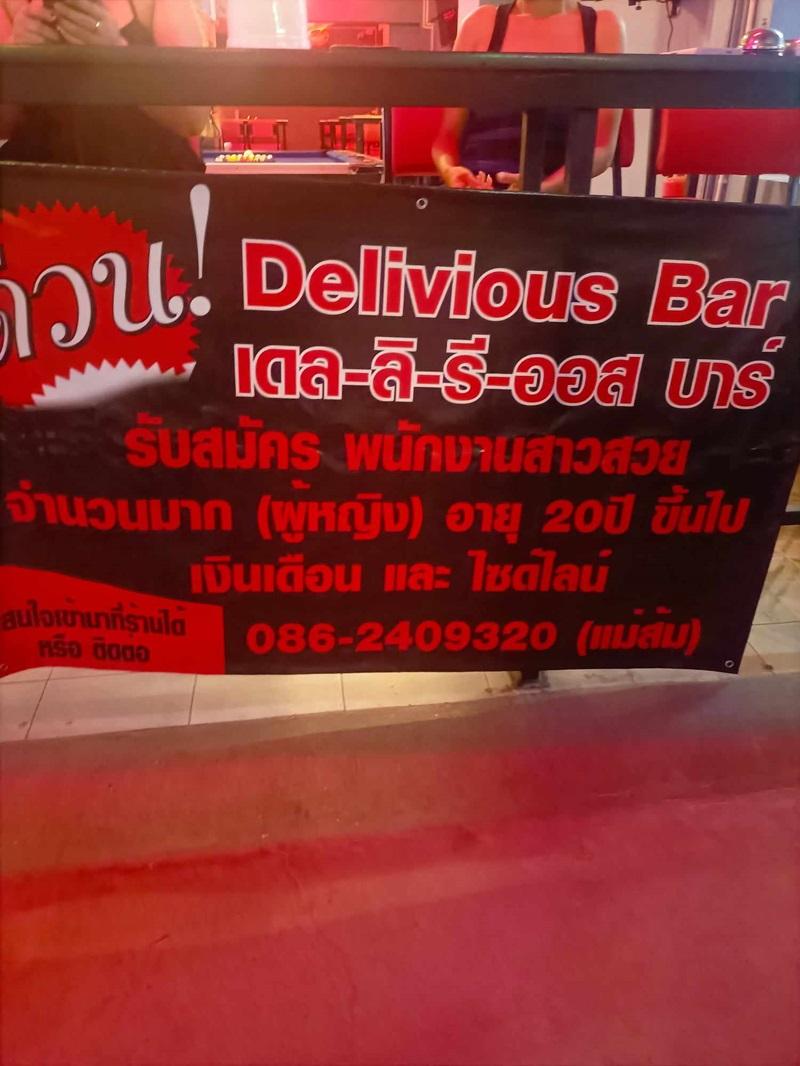 ด่วน!
Delivious Bar
เดล-ลิ-รี-ออส บาร์
รับสมัคร พนักงานสาวสวย
จำนวนมาก (ผู้หญิง) อายุ 20ปี ขึ้นไป
เงินเดือน และ ไซด์ไลน์
สนใจเข้ามาที่ร้านได้
หรือ ติดต่อ
086-2409320 (แม่ส้ม)